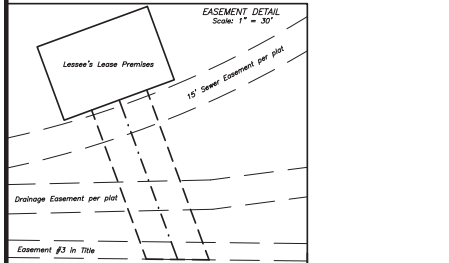 EASEMENT DETAIL
Scale: 1" = 30'
Lessee's Lease Premises
15' Sewer Easement per plat
Drainage Easement per plat
Easement #3 in Title